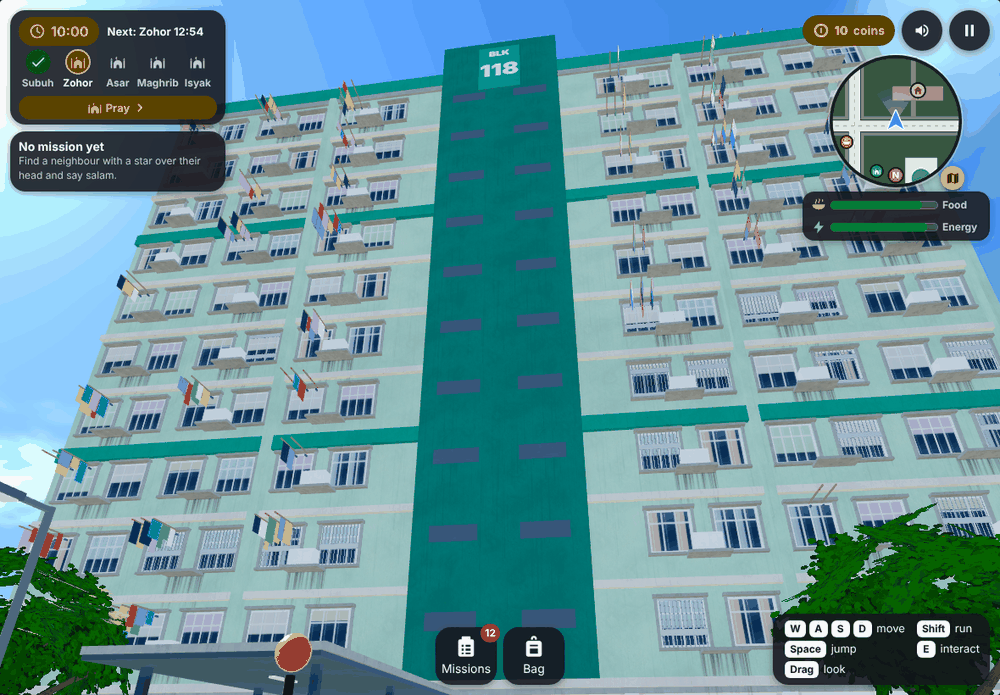 10:00
Next: Zohor 12:54
Subuh Zohor Asar Maghrib Isyak
Pray
No mission yet
Find a neighbour with a star over their
head and say salam.
BLK
118
10 coins
N
Food
Energy
12
Missions
Bag
W A S D move
Shift run
Space jump
E interact
Drag look